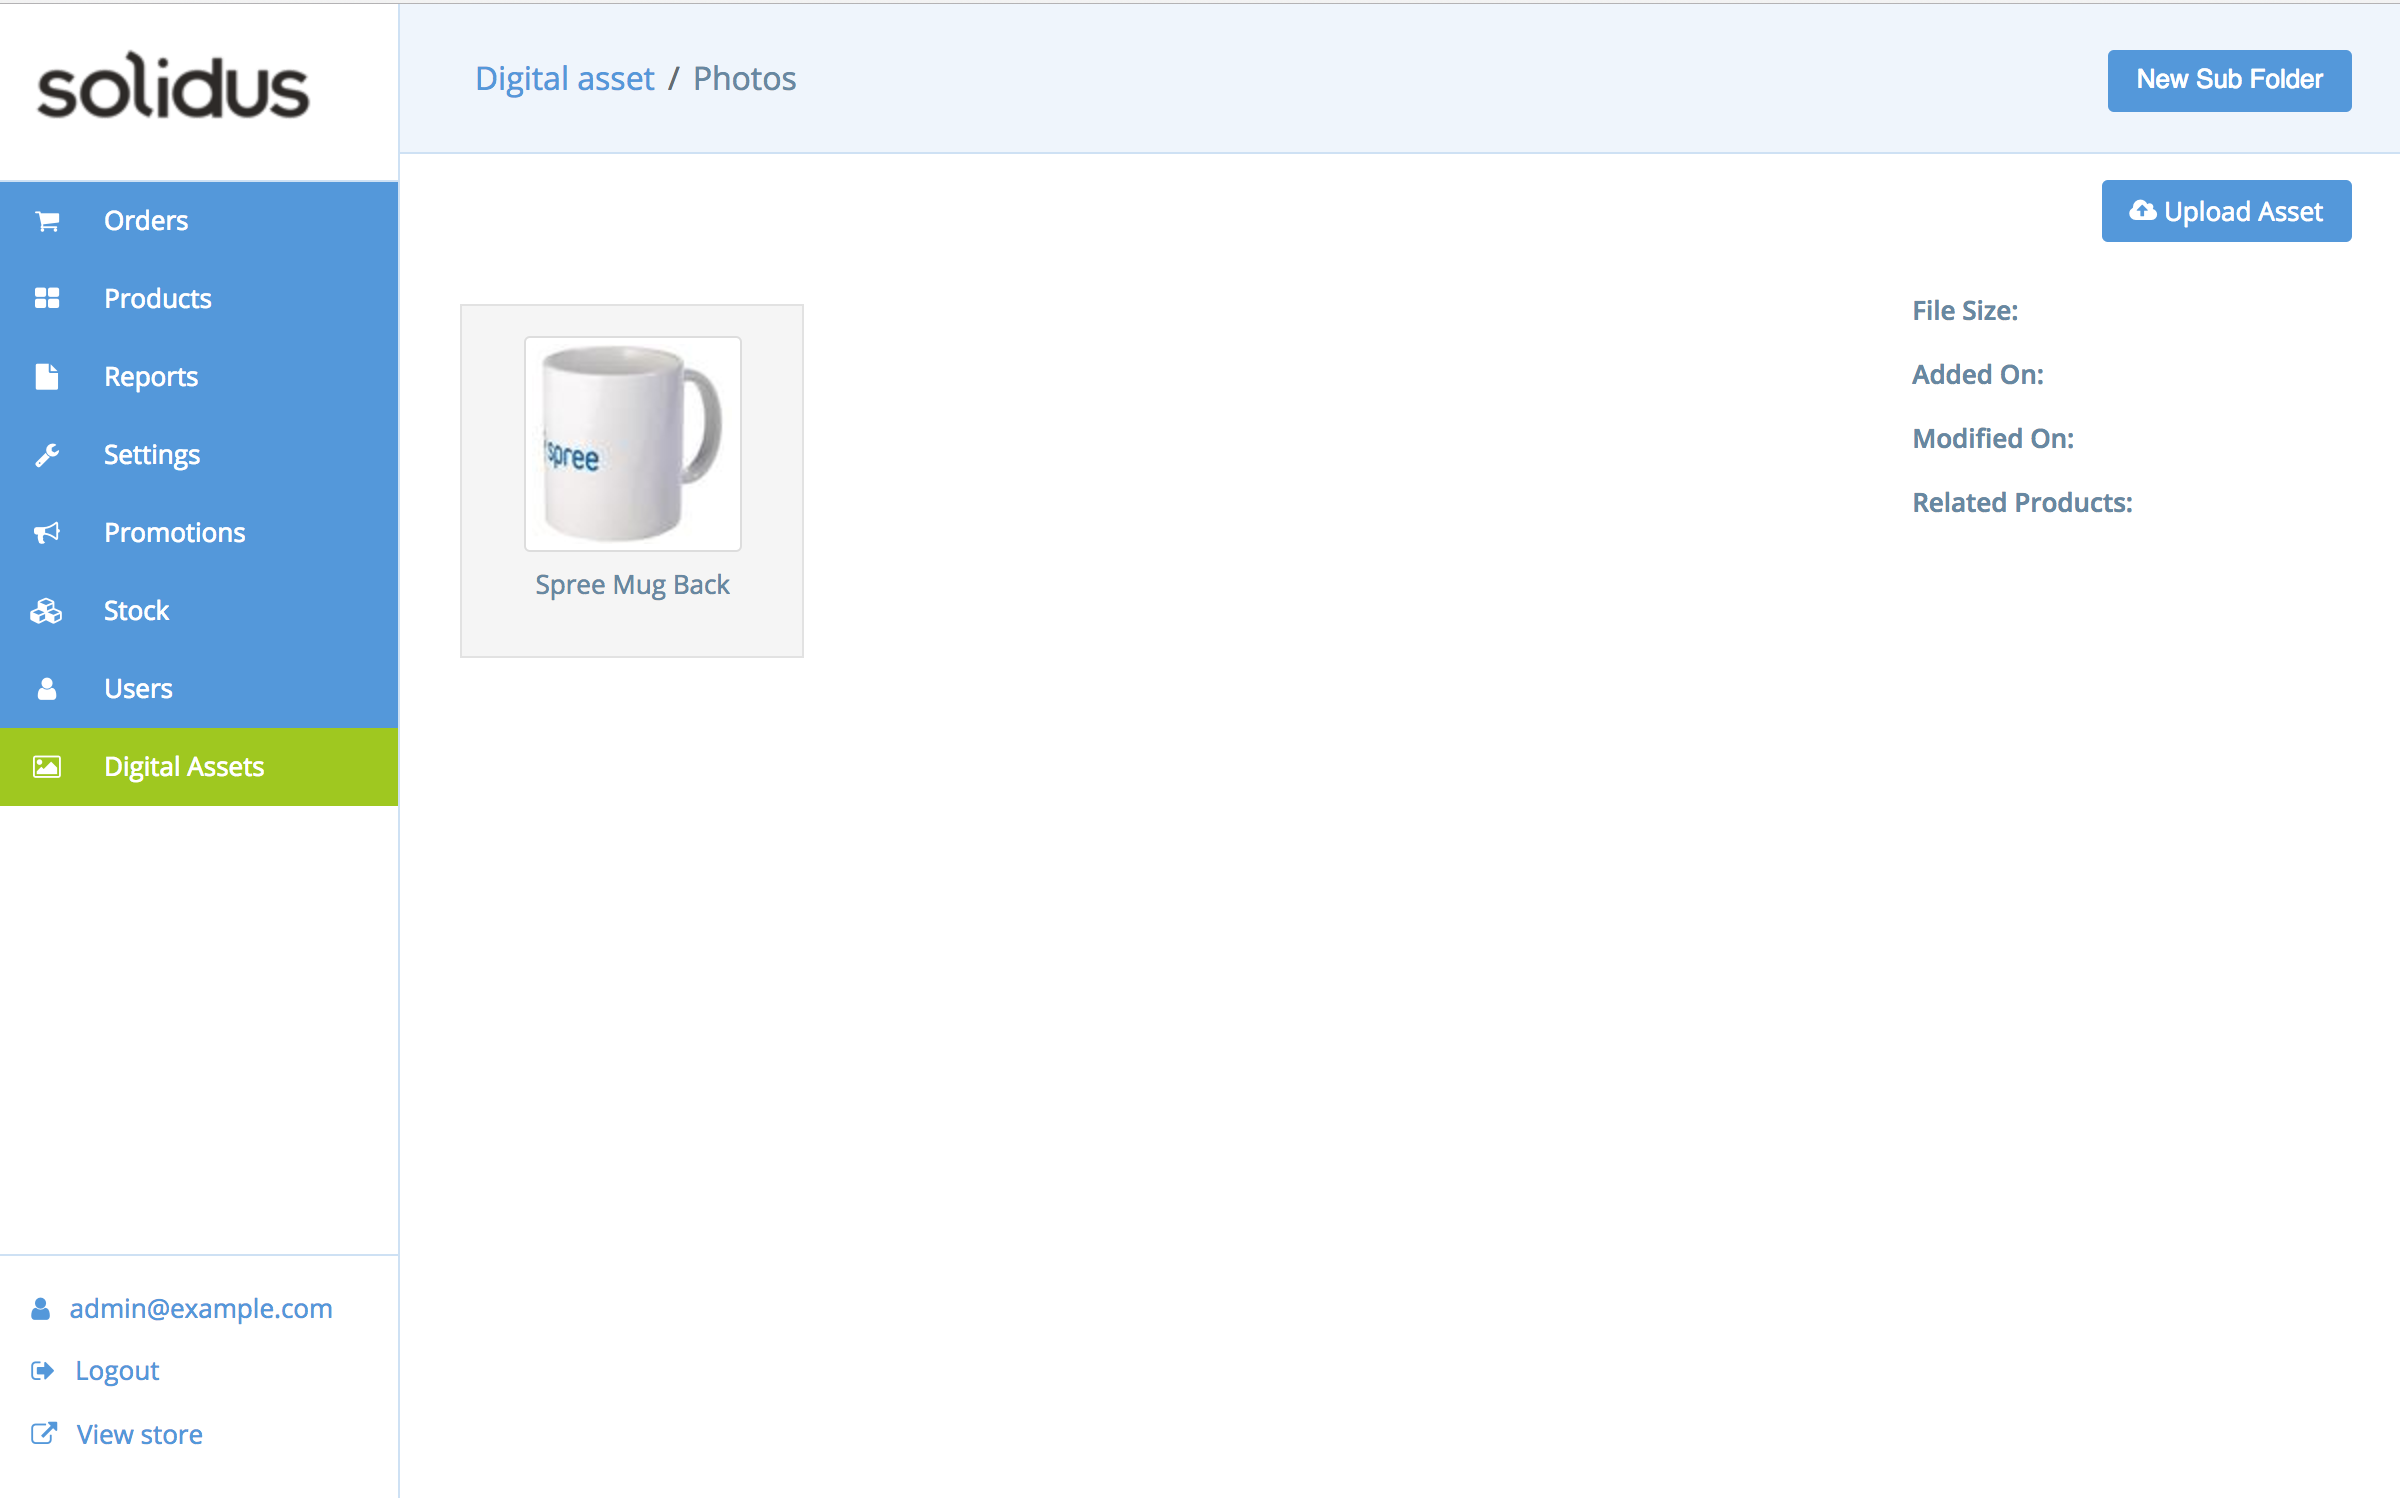 solidus
Digital asset / Photos
New Sub Folder
Orders
Products
Reports
Settings
Promotions
Stock
Users
Digital Assets
Upload Asset
spree
Spree Mug Back
File Size:
Added On:
Modified On:
Related Products:
admin@example.com
Logout
View store